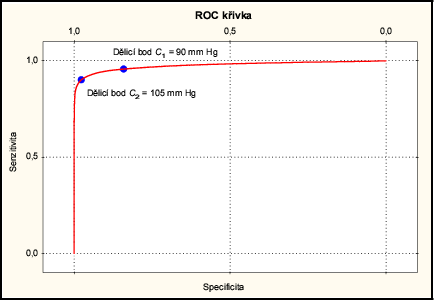 ROC křivka
1,0 0,5 0,0
Dělicí bod C1 = 90 mm Hg
1,0
Dělicí bod C2 = 105 mm Hg
0,5
0,0
Senzitivita
Specificita